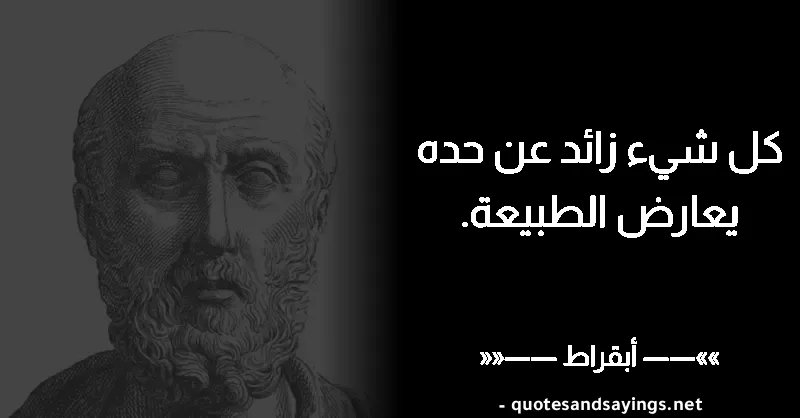 كل شيء زائد عن حده
يعارض الطبيعة.
»»—— أبقراط ——««
- quotesandsayings.net